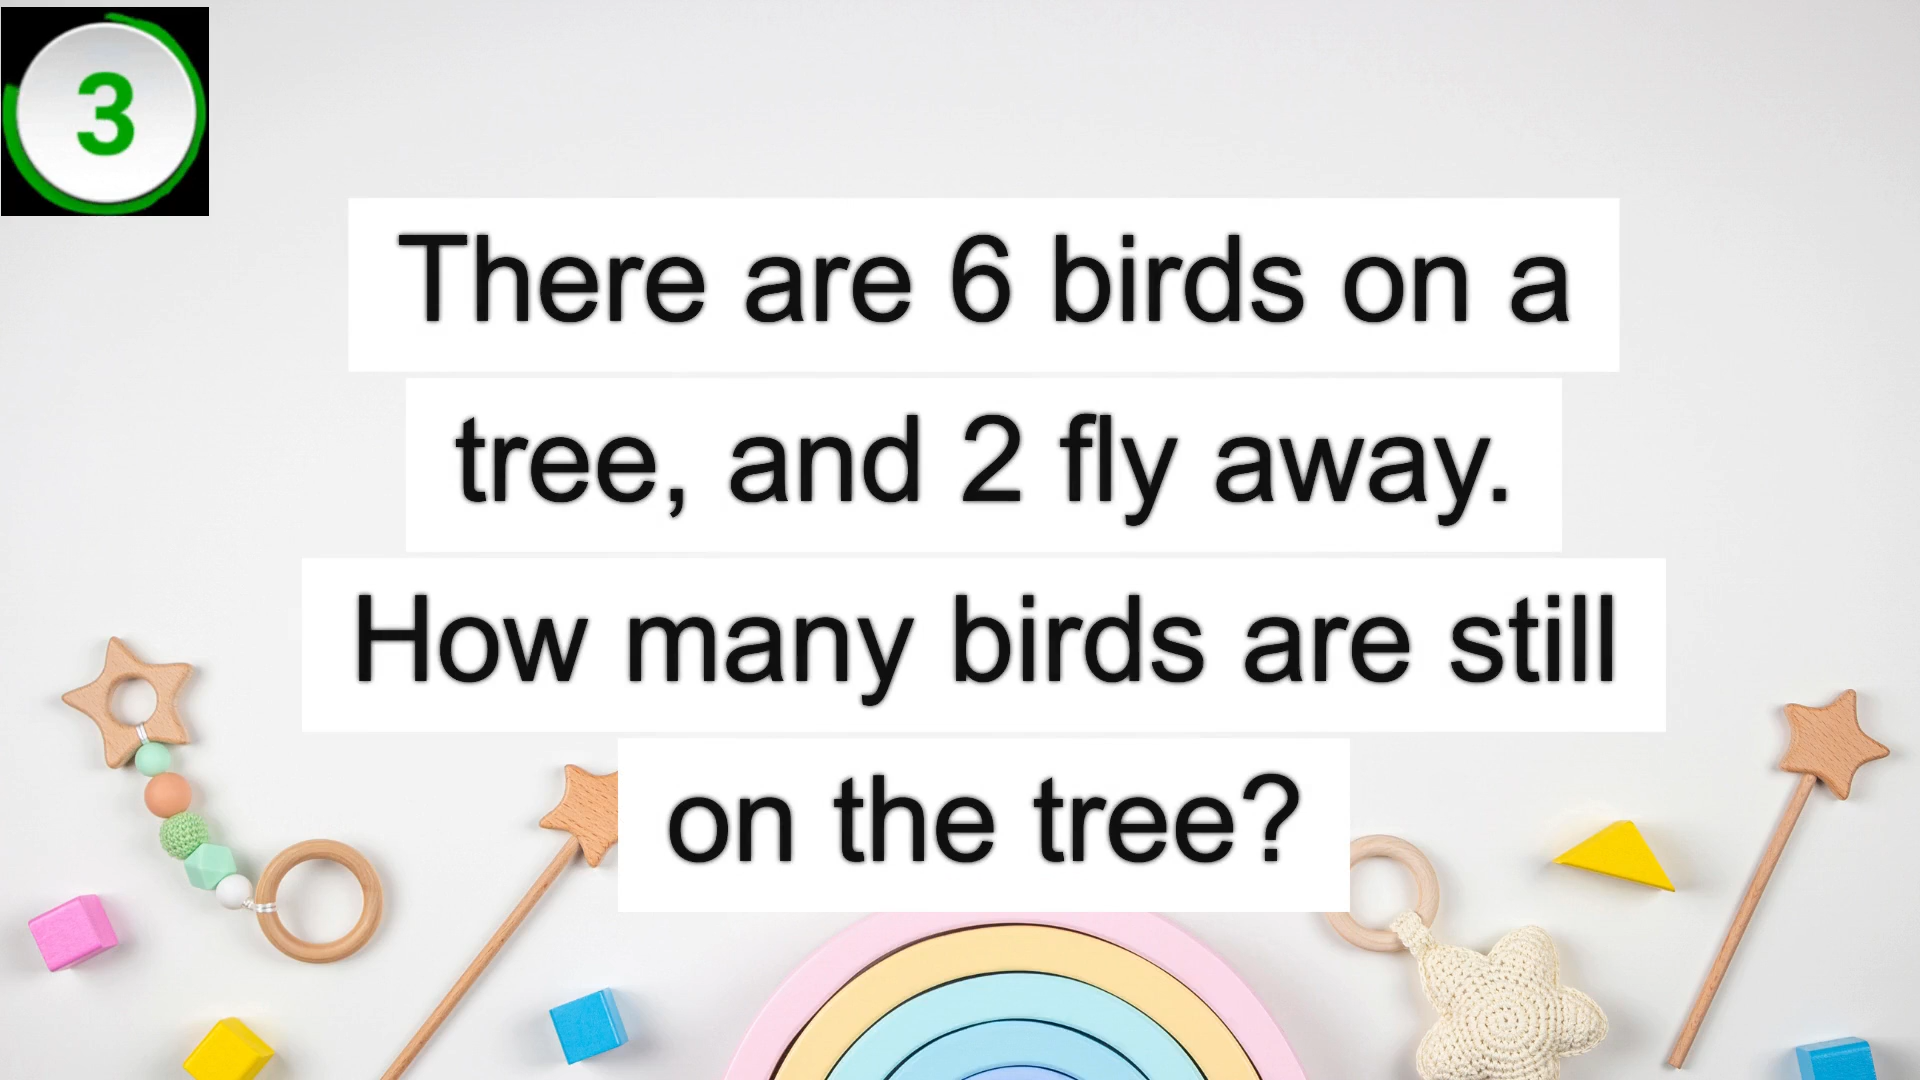 3
There are 6 birds on a
tree, and 2 fly away.
How many birds are still
on the tree?